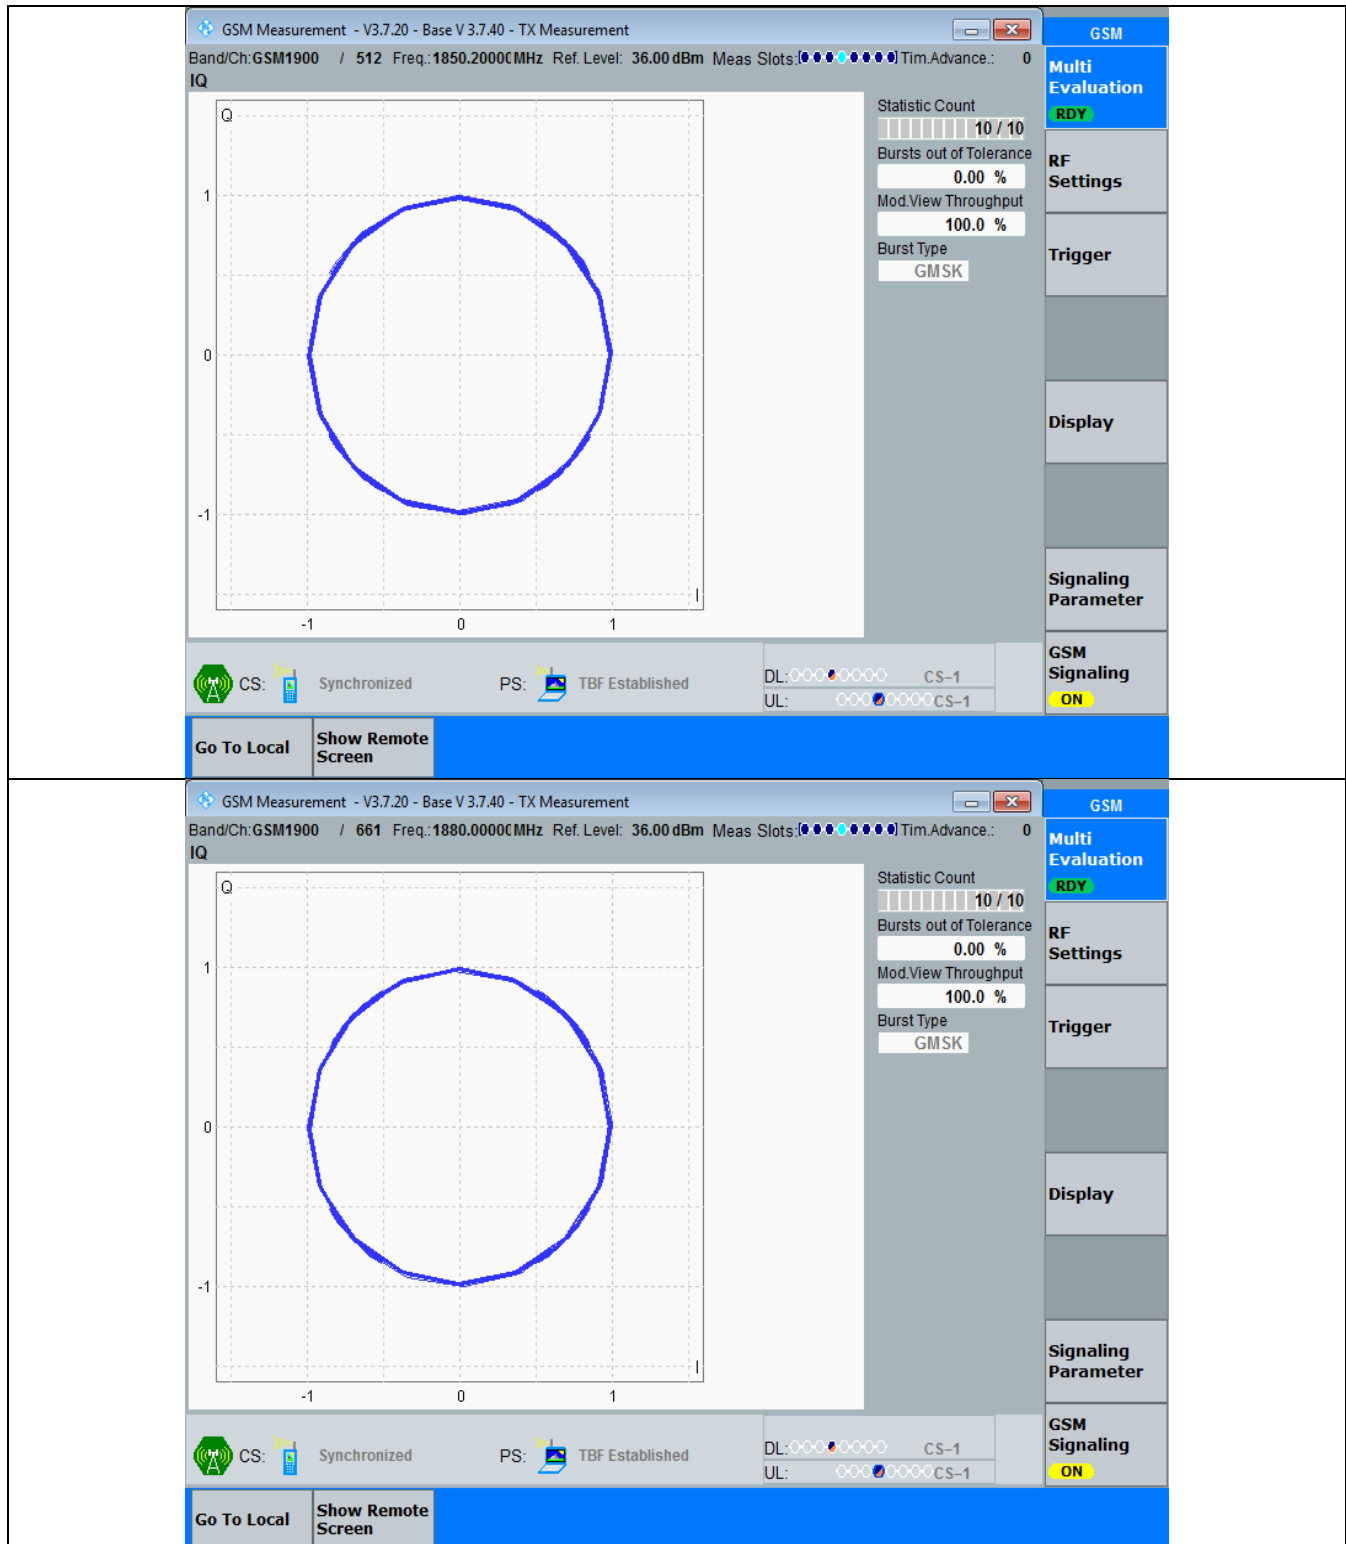 GSM Measurement - V3.7.20 - Base V 3.7.40 - TX Measurement
GSM
Band/Ch:GSM1900 / 512 Freq.:1850.20000MHz Ref. Level: 36.00 dBm Meas Slots: Tim.Advance.: 0
IQ
Multi
Evaluation
RDY
Statistic Count
10 / 10
Bursts out of Tolerance
0.00 %
Mod.View Throughput
100.0 %
Burst Type
GMSK
RF
Settings
Trigger
Display
Signaling
Parameter
GSM
Signaling
ON
Q
1
0
-1
I
-1 0 1
CS: Synchronized PS: TBF Established DL: CS-1
UL: CS-1
Go To Local Show Remote
Screen
GSM Measurement - V3.7.20 - Base V 3.7.40 - TX Measurement
GSM
Band/Ch:GSM1900 / 661 Freq.:1880.00000MHz Ref. Level: 36.00 dBm Meas Slots: Tim.Advance.: 0
IQ
Multi
Evaluation
RDY
Statistic Count
10 / 10
Bursts out of Tolerance
0.00 %
Mod.View Throughput
100.0 %
Burst Type
GMSK
RF
Settings
Trigger
Display
Signaling
Parameter
GSM
Signaling
ON
Q
1
0
-1
I
-1 0 1
CS: Synchronized PS: TBF Established DL: CS-1
UL: CS-1
Go To Local Show Remote
Screen